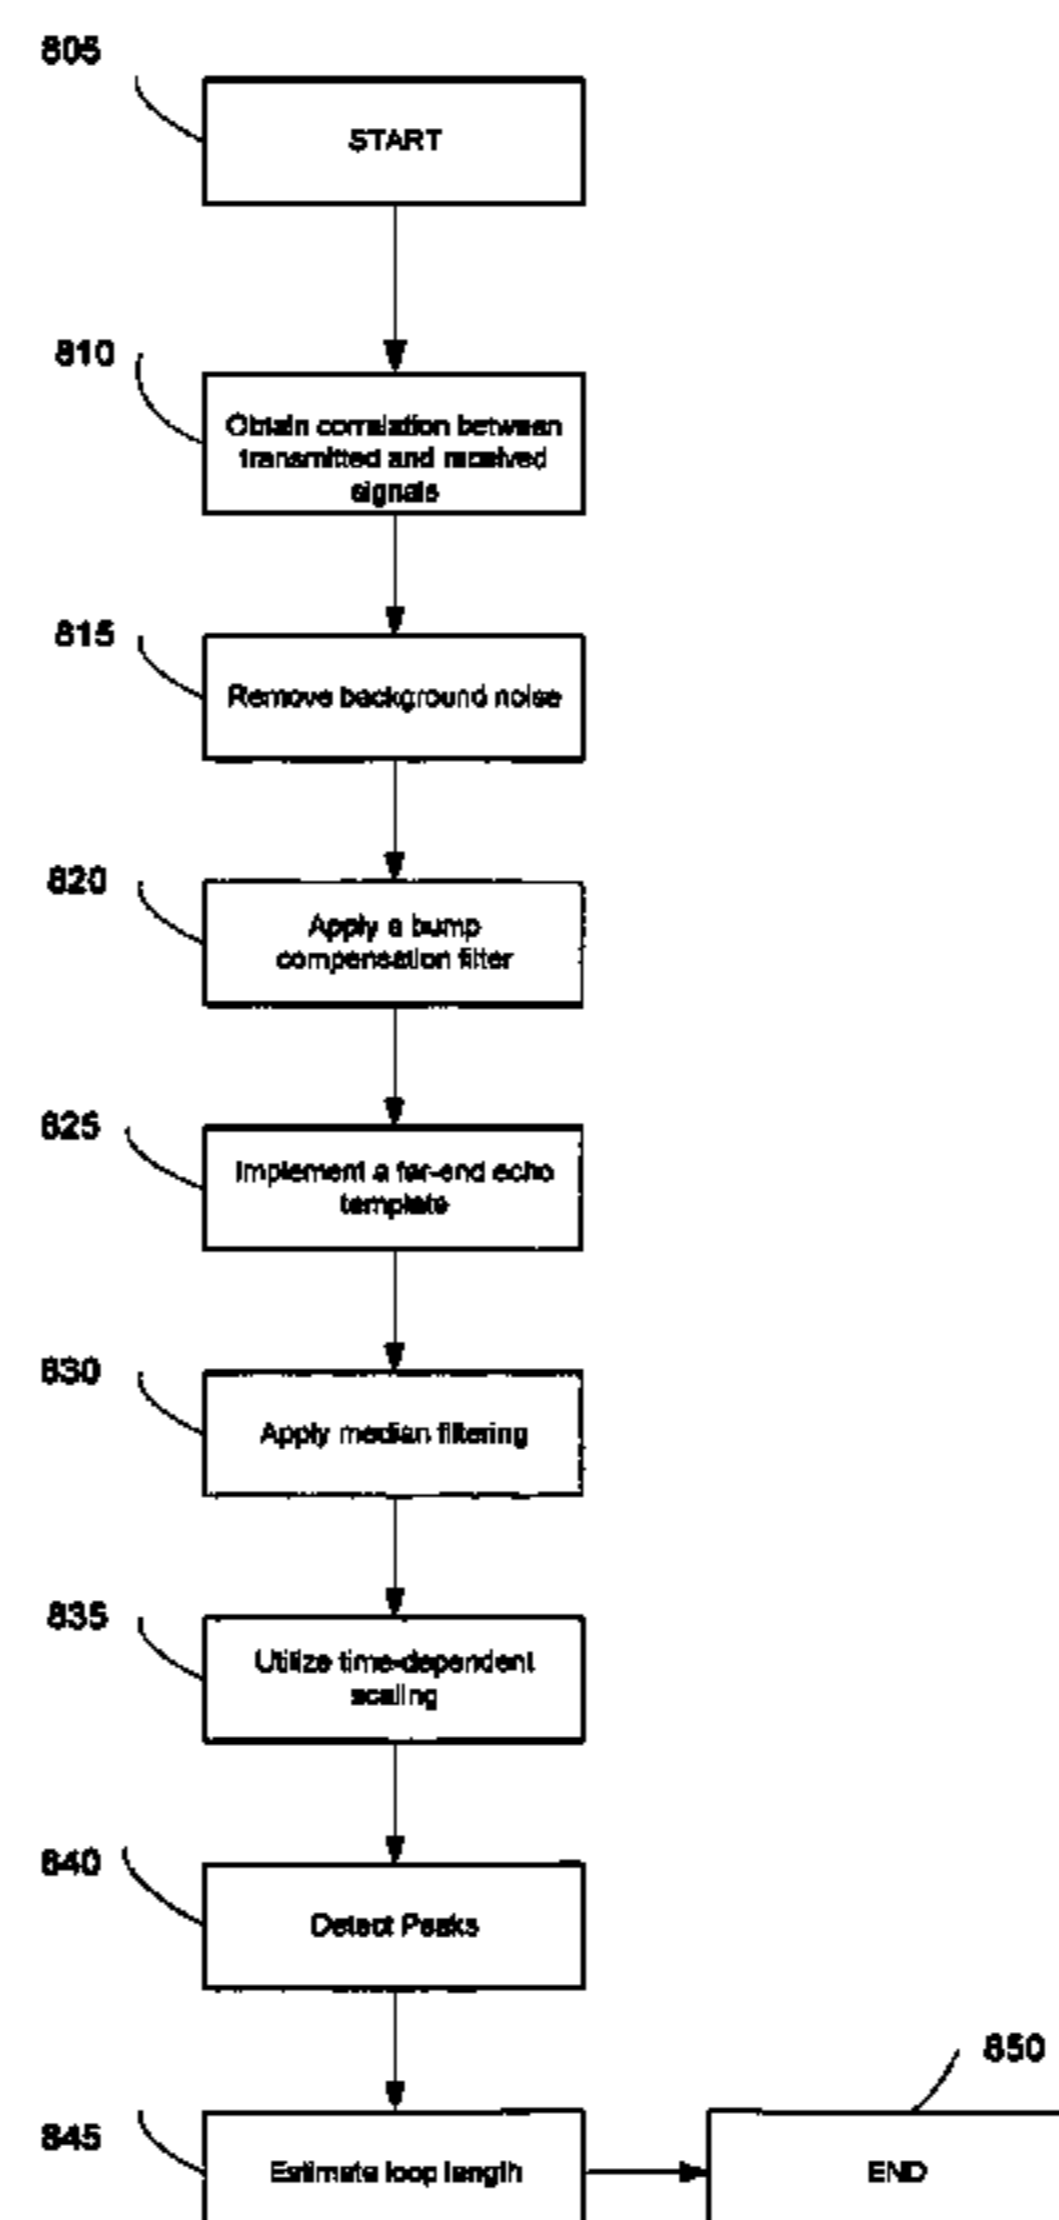 805
START
810
Obtain correlation between
transmitted and received
signals
815
Remove background noise
820
Apply a bump
compensation filter
825
Implement a far-end echo
template
830
Apply median filtering
835
Utilize time-dependent
scaling
840
Detect Peaks
850
845
Estimate loop length
END